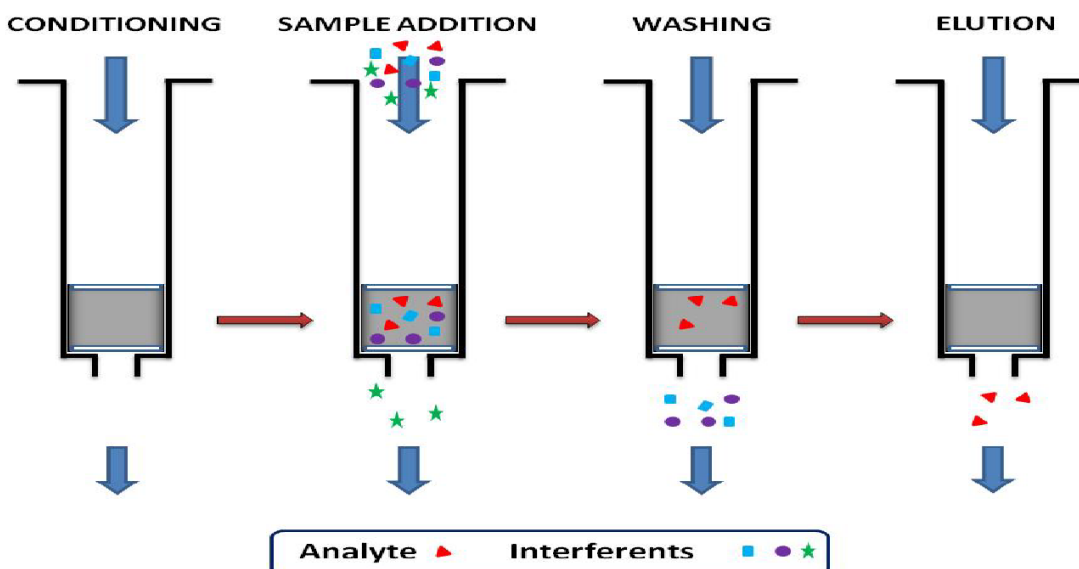 CONDITIONING SAMPLE ADDITION WASHING ELUTION
Analyte Interferents